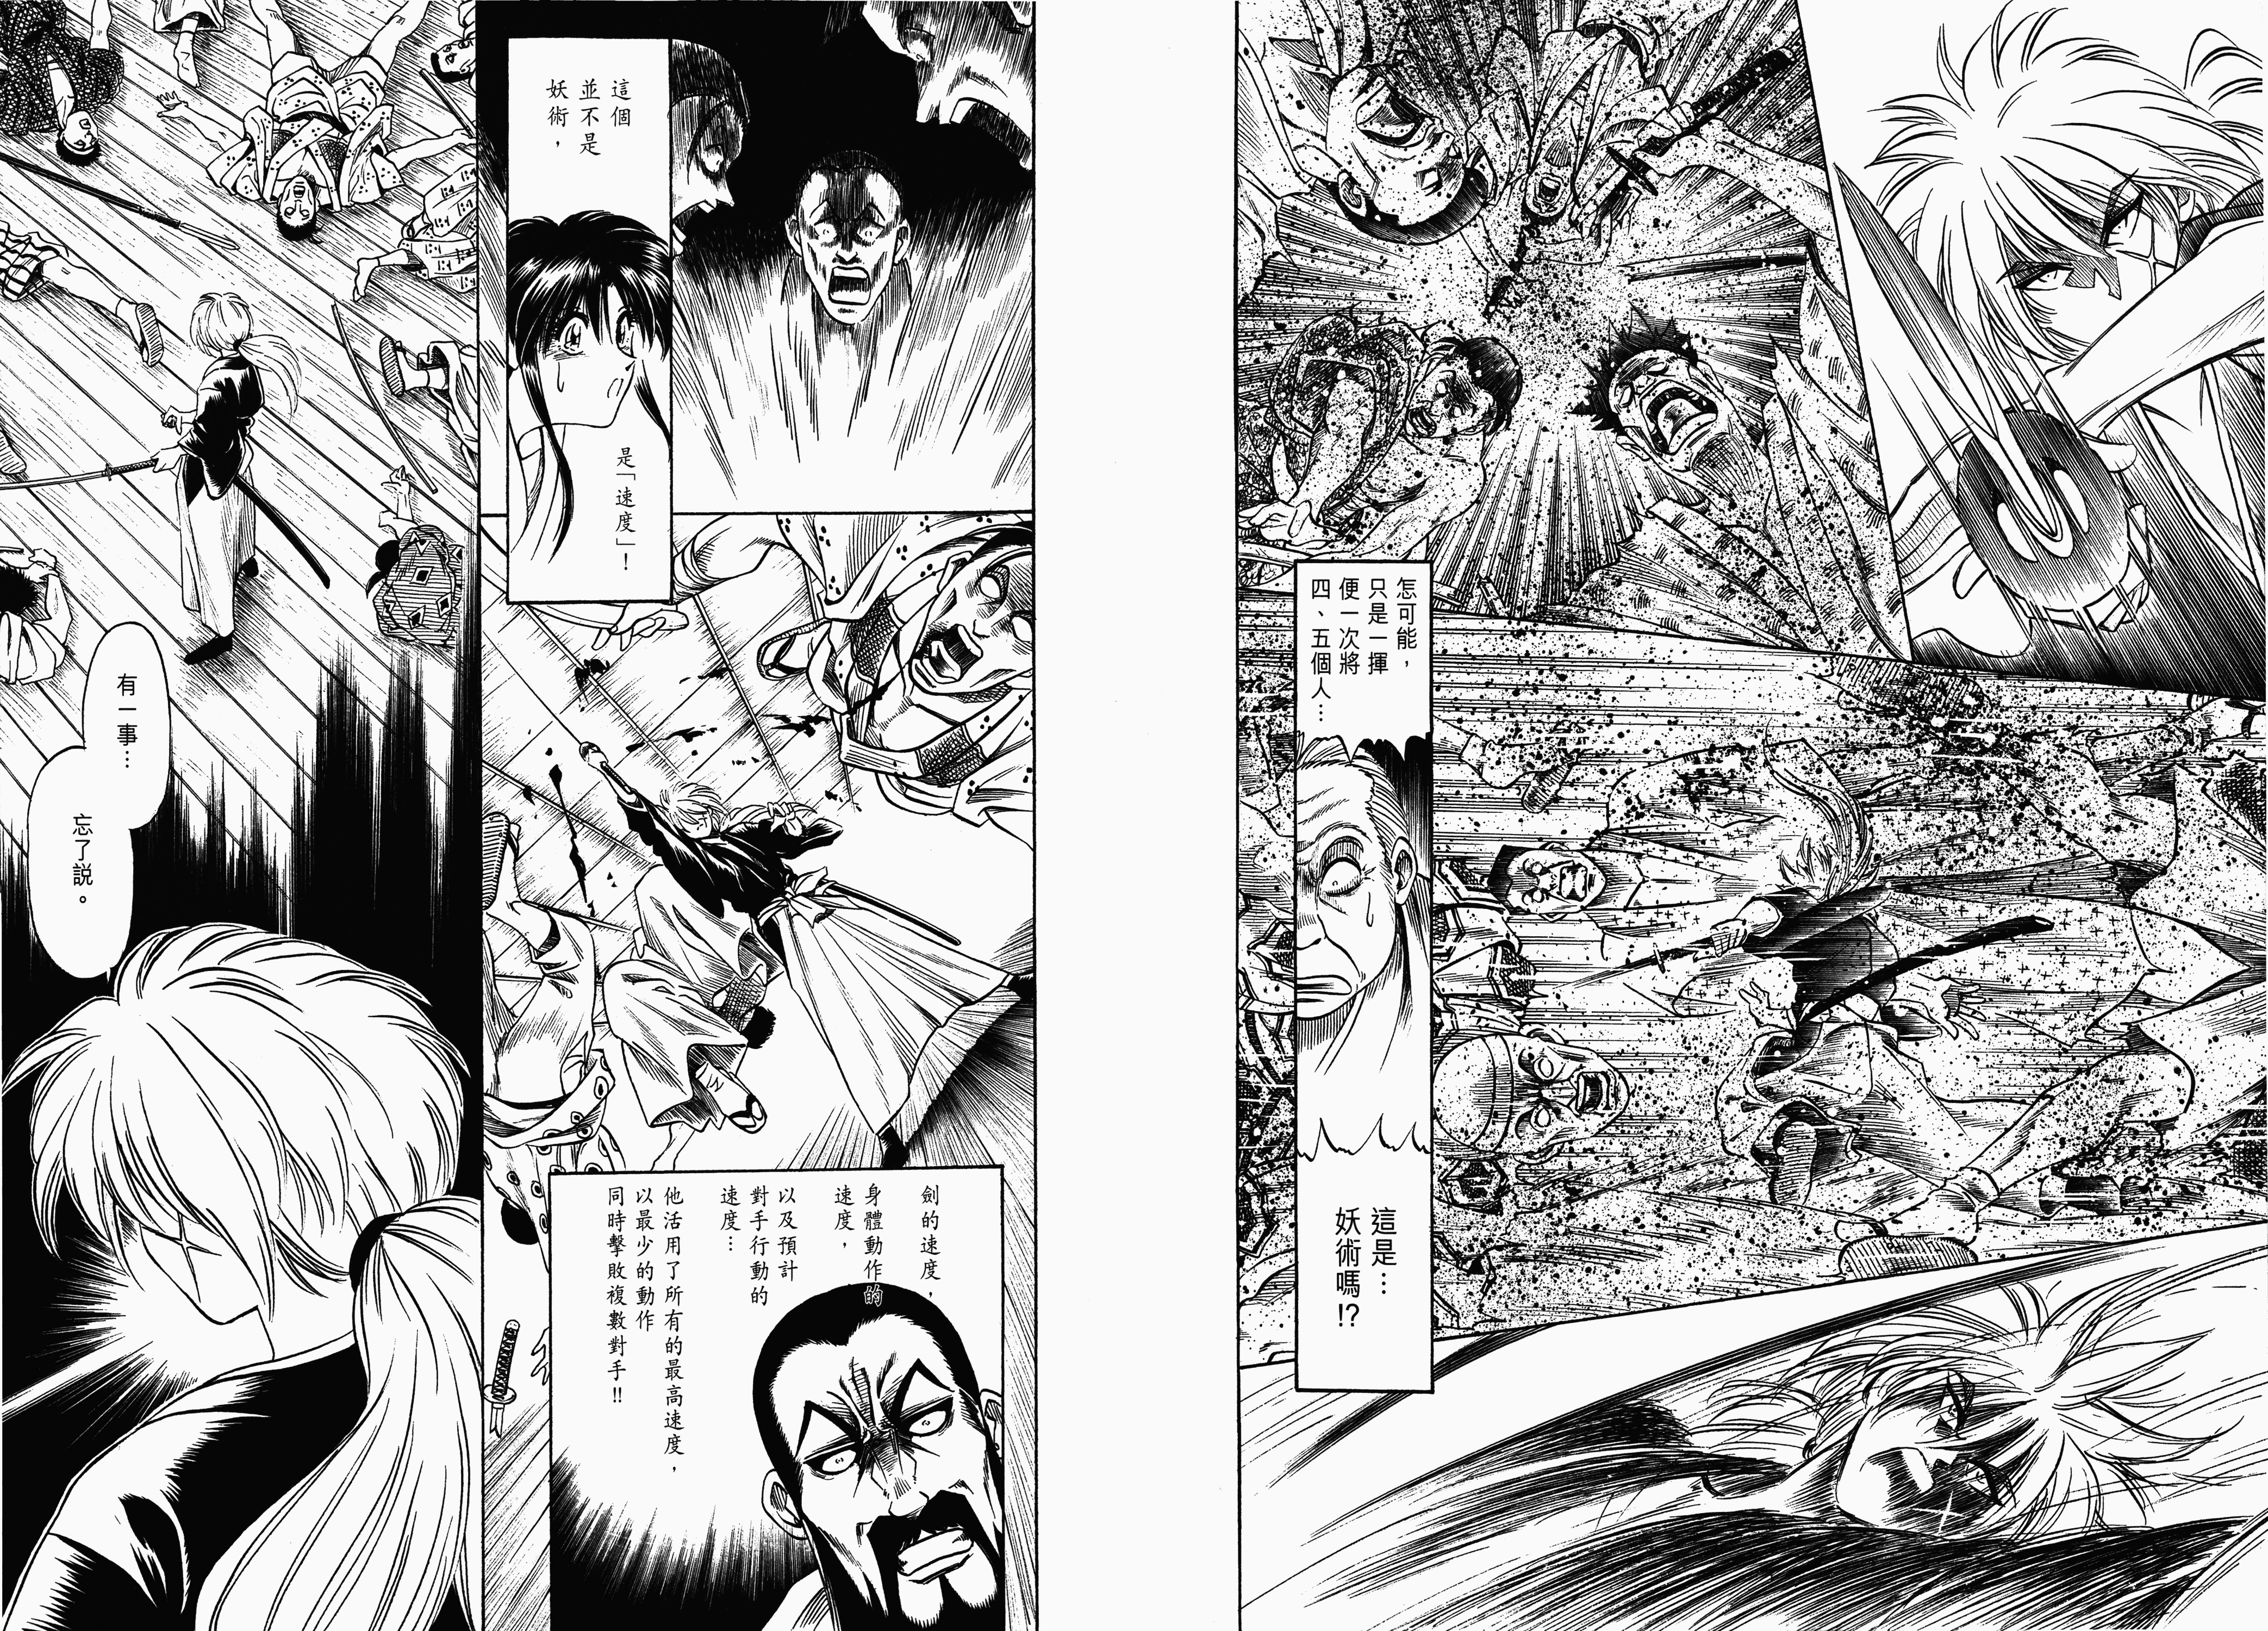 怎可能，
只是一揮
便一次將
四、五個人…
這是…
妖術嗎!?
這個
並不是
妖術，
是「速度」！
劍的速度，
身體動作的
速度，
以及預計
對手行動的
速度…
他活用了所有的最高速度，
以最少的動作
同時擊敗複數對手!!
有一事…
忘了説。